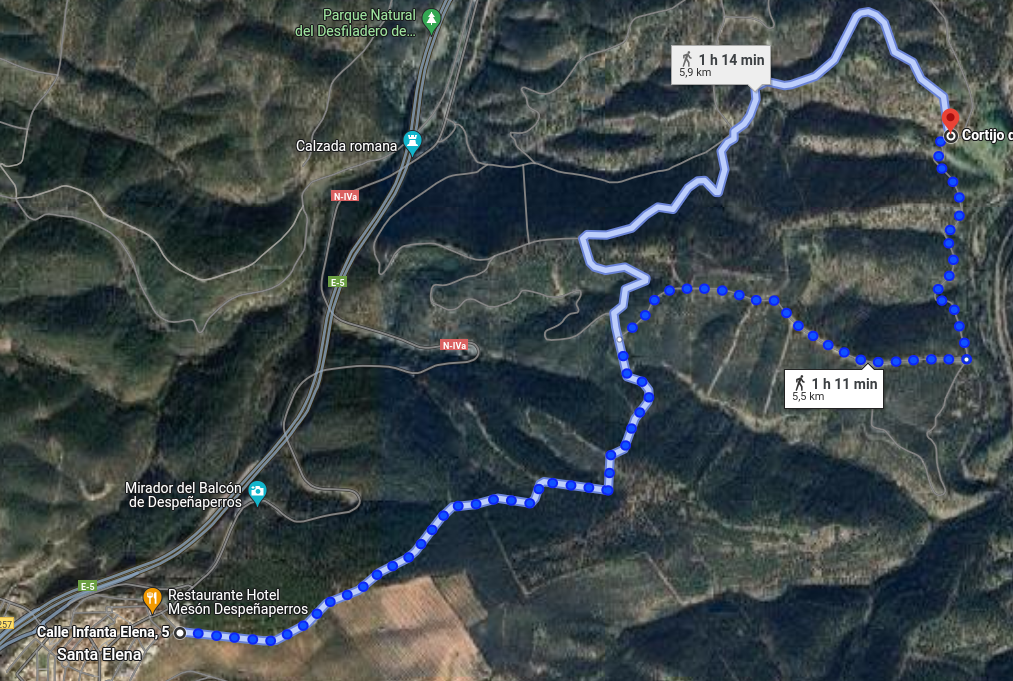 Parque Natural
del Desfiladero de...
1 h 14 min
5,9 km
Calzada romana
Cortijo d
N-IVa
E-5
N-IVa
1 h 11 min
5,5 km
Mirador del Balcón
de Despeñaperros
E-5
Restaurante Hotel
Mesón Despeñaperros
257
Calle Infanta Elena, 5
Santa Elena